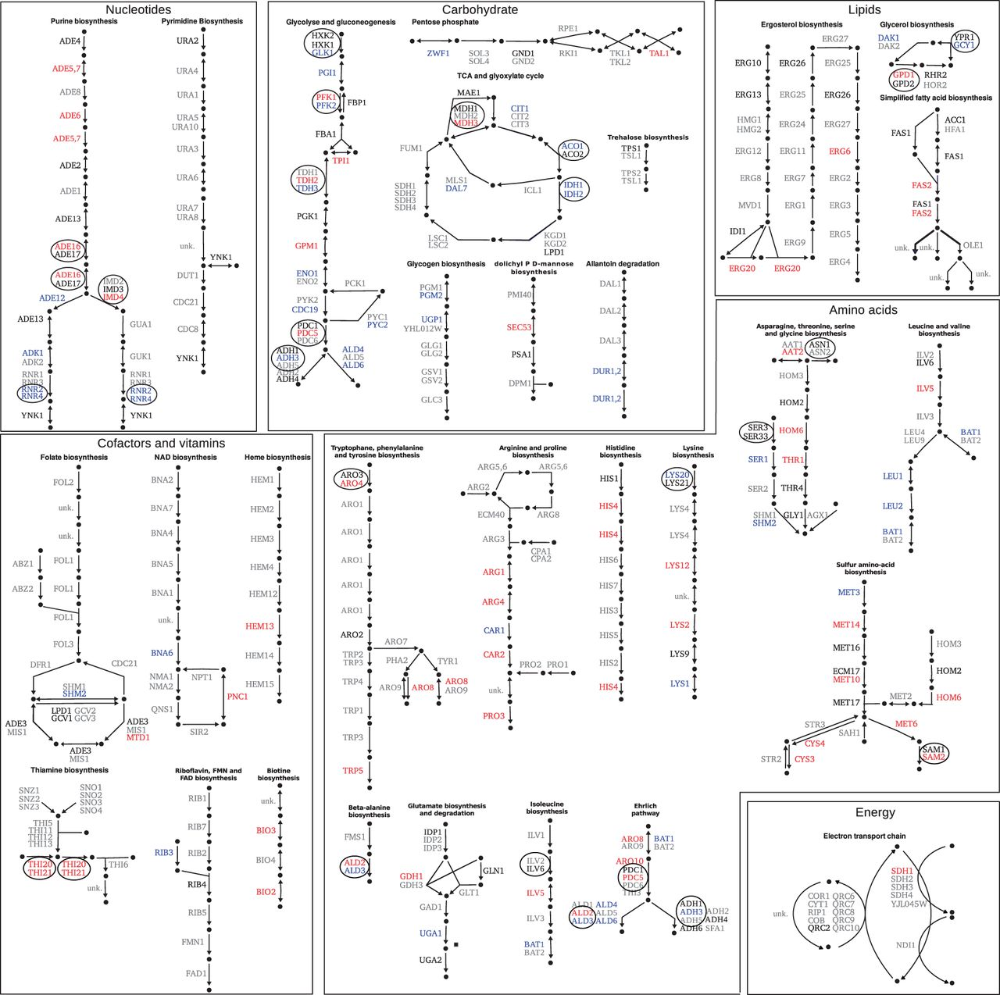 Nucleotides
Purine biosynthesis
ADE4
ADE5,7
ADE8
ADE6
ADE5,7
ADE2
ADE1
ADE13
ADE16
ADE17
ADE16
ADE17
IMD2
IMD3
IMD4
ADE12
ADE13
GUA1
ADK1
ADK2
GUK1
RNR1
RNR3
RNR2
RNR4
RNR1
RNR3
RNR2
RNR4
YNK1
YNK1
Pyrimidine Biosynthesis
URA2
URA4
URA1
URA5
URA10
URA3
URA6
URA7
URA8
unk.
YNK1
DUT1
CDC21
CDC8
YNK1
Carbohydrate
Glycolyse and gluconeogenesis
HXK2
HXK1
GLK1
PGI1
PFK1
PFK2
FBP1
FBA1
TPI1
TDH1
TDH2
TDH3
PGK1
GPM1
ENO1
ENO2
PCK1
PYK2
CDC19
PYC1
PYC2
PDC1
PDC5
PDC6
ADH1
ADH3
ADH5
ADH2
ADH4
ALD4
ALD5
ALD6
Pentose phosphate
ZWF1
SOL3
SOL4
GND1
GND2
RPE1
RKI1
TKL1
TKL2
TAL1
TCA and glyoxylate cycle
MAE1
MDH1
MDH2
MDH3
CIT1
CIT2
CIT3
ACO1
ACO2
FUM1
MLS1
DAL7
ICL1
IDH1
IDH2
SDH1
SDH2
SDH3
SDH4
LSC1
LSC2
KGD1
KGD2
LPD1
Trehalose biosynthesis
TPS1
TSL1
TPS2
TSL1
Glycogen biosynthesis
PGM1
PGM2
UGP1
YHL012W
GLG1
GLG2
GSV1
GSV2
GLC3
dolichyl P D-mannose
biosynthesis
PMI40
SEC53
PSA1
DPM1
Allantoin degradation
DAL1
DAL2
DAL3
DUR1,2
DUR1,2
Lipids
Ergosterol biosynthesis
ERG10
ERG13
HMG1
HMG2
ERG12
ERG8
MVD1
IDI1
ERG20
ERG20
ERG26
ERG25
ERG24
ERG11
ERG7
ERG1
ERG9
ERG27
ERG25
ERG26
ERG27
ERG6
ERG2
ERG3
ERG5
ERG4
Glycerol biosynthesis
DAK1
DAK2
YPR1
GCY1
GPD1
GPD2
RHR2
HOR2
Simplified fatty acid biosynthesis
ACC1
HFA1
FAS1
FAS1
FAS2
FAS1
FAS2
unk.
unk.
OLE1
unk.
unk.
Amino acids
Asparagine, threonine, serine
and glycine biosynthesis
AAT1
AAT2
ASN1
ASN2
HOM3
HOM2
SER3
SER33
HOM6
SER1
THR1
SER2
THR4
SHM1
SHM2
GLY1
AGX1
Leucine and valine
biosynthesis
ILV2
ILV6
ILV5
ILV3
LEU4
LEU9
BAT1
BAT2
LEU1
LEU2
BAT1
BAT2
Sulfur amino-acid
biosynthesis
MET3
MET14
MET16
ECM17
MET10
MET17
HOM3
HOM2
HOM6
MET2
MET6
STR3
SAH1
CYS4
STR2
CYS3
SAM1
SAM2
Cofactors and vitamins
Folate biosynthesis
FOL2
unk.
unk.
ABZ1
FOL1
ABZ2
FOL1
FOL1
FOL3
DFR1
CDC21
SHM1
SHM2
LPD1 GCV2
GCV1 GCV3
ADE3
MIS1
ADE3
MIS1
MTD1
ADE3
MIS1
NAD biosynthesis
BNA2
BNA7
BNA4
BNA5
BNA1
unk.
BNA6
NMA1
NMA2
NPT1
PNC1
QNS1
SIR2
Heme biosynthesis
HEM1
HEM2
HEM3
HEM4
HEM12
HEM13
HEM14
HEM15
Thiamine biosynthesis
SNZ1
SNZ2
SNZ3
SNO1
SNO2
SNO3
SNO4
THI5
THI11
THI12
THI13
THI20
THI21
THI20
THI21
THI6
unk.
Riboflavin, FMN and
FAD biosynthesis
RIB1
RIB7
RIB3
RIB2
RIB4
RIB5
FMN1
FAD1
Biotine
biosynthesis
unk.
BIO3
BIO4
BIO2
Tryptophane, phenylalanine
and tyrosine biosynthesis
ARO3
ARO4
ARO1
ARO1
ARO1
ARO1
ARO1
ARO2
ARO7
TRP2
TRP3
PHA2
TYR1
TRP4
ARO9
ARO8
ARO8
ARO9
TRP1
TRP3
TRP5
Arginine and proline
biosynthesis
ARG5,6
ARG5,6
ARG2
ECM40
ARG8
ARG3
CPA1
CPA2
ARG1
ARG4
CAR1
CAR2
PRO2
PRO1
unk.
PRO3
Histidine
biosynthesis
HIS1
HIS4
HIS4
HIS6
HIS7
HIS3
HIS5
HIS2
HIS4
Lysine
biosynthesis
LYS20
LYS21
LYS4
LYS4
LYS12
unk.
LYS2
LYS9
LYS1
Beta-alanine
biosynthesis
FMS1
ALD2
ALD3
Glutamate biosynthesis
and degradation
IDP1
IDP2
IDP3
GDH1
GDH3
GLN1
GLT1
GAD1
UGA1
UGA2
Isoleucine
biosynthesis
ILV1
ILV2
ILV6
ILV5
ILV3
BAT1
BAT2
Ehrlich
pathway
ARO8
ARO9
BAT1
BAT2
ARO10
PDC1
PDC5
PDC6
THI3
ALD1
ALD2
ALD3
ALD4
ALD5
ALD6
ADH1
ADH3
ADH5
ADH6
ADH2
ADH4
SFA1
Energy
Electron transport chain
unk.
COR1 QRC6
CYT1 QRC7
RIP1 QRC8
COB QRC9
QRC2 QRC10
SDH1
SDH2
SDH3
SDH4
YJL045W
NDI1